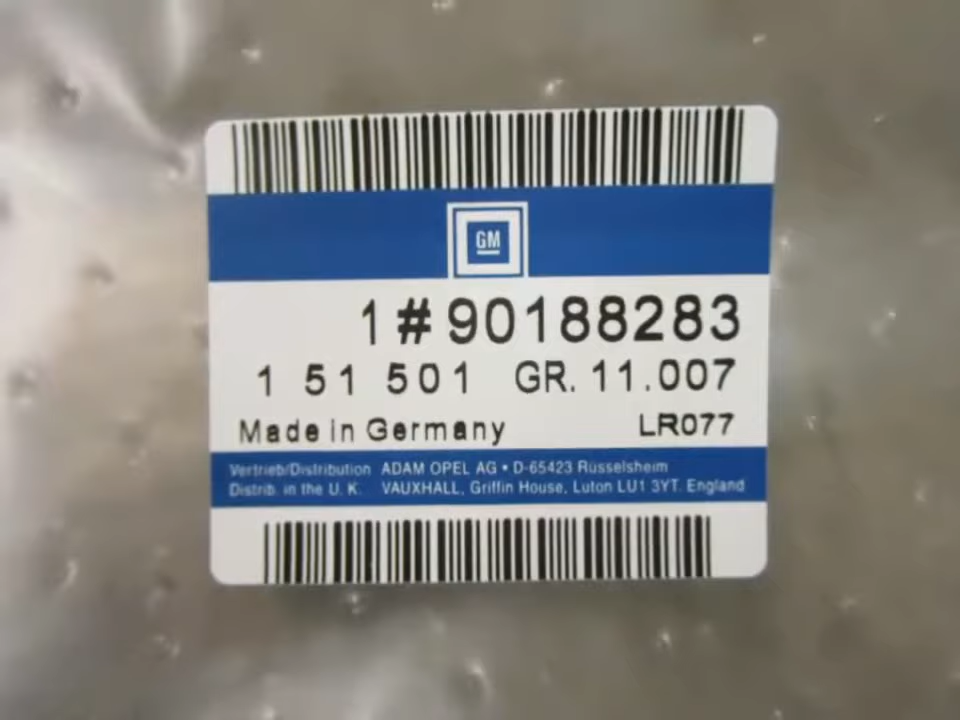 GM
1#90188283
1 51 501 GR. 11.007
Made in Germany LR077
Vertrieb/Distribution ADAM OPEL AG • D-65423 Rüsselsheim
Distrib. in the U. K. VAUXHALL, Griffin House, Luton LU1 3YT. England